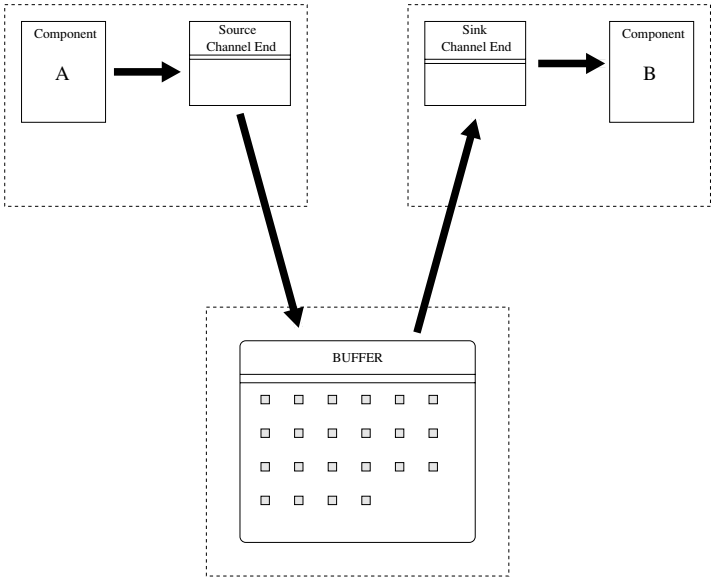 Component
A
Source
Channel End
Sink
Channel End
Component
B
BUFFER